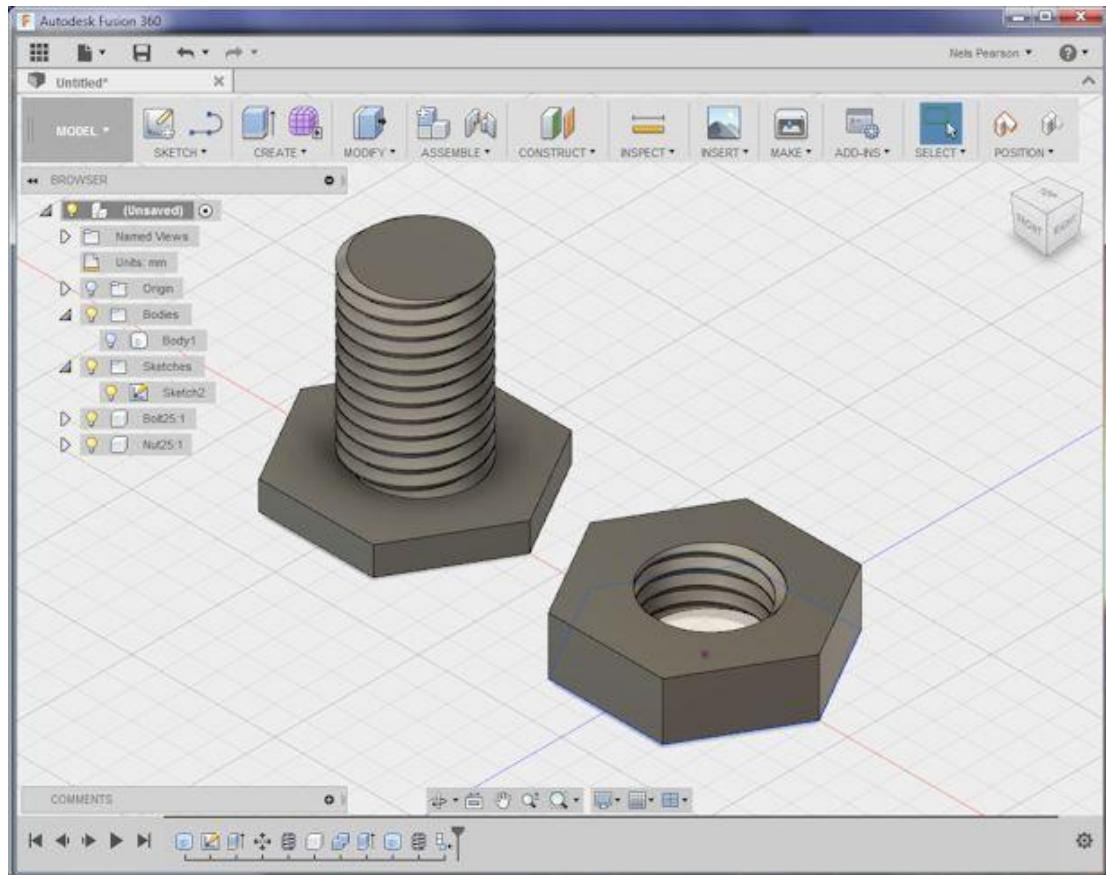 Autodesk Fusion 360
Nels Pearson
Untitled*
MODEL
SKETCH
CREATE
MODIFY
ASSEMBLE
CONSTRUCT
INSPECT
INSERT
MAKE
ADD-INS
SELECT
POSITION
BROWSER
(Unsaved)
Named Views
Units: mm
Origin
Bodies
Body1
Sketches
Sketch2
Bolt25:1
Nut25:1
FRONT
RIGHT
COMMENTS